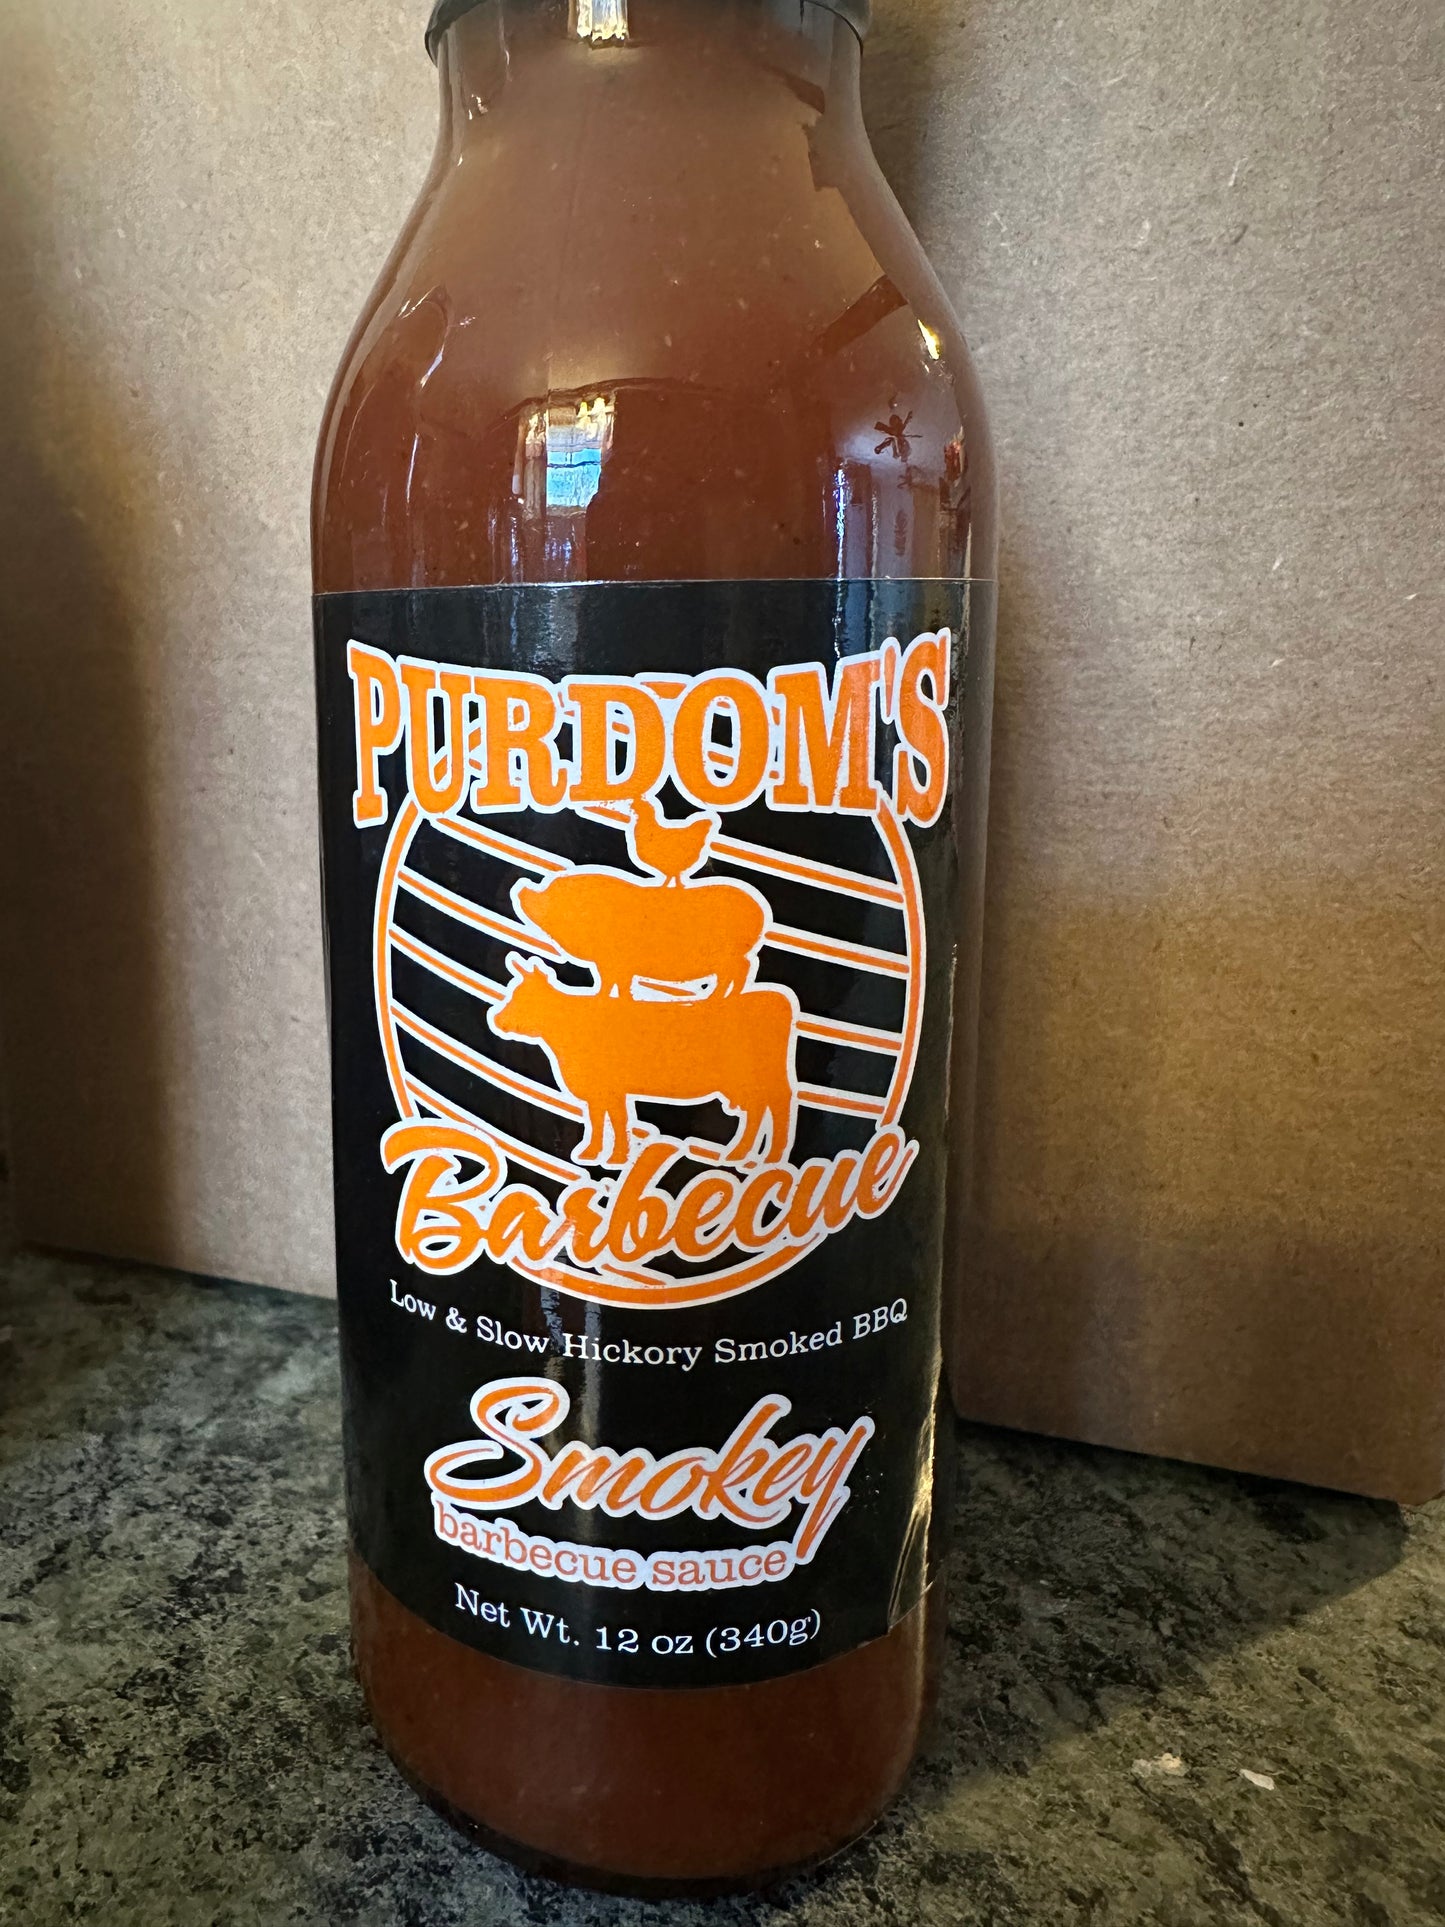 PURDOM'S
Barbecue
Low & Slow Hickory Smoked BBQ
Smokey
barbecue sauce
Net Wt. 12 oz (340g)